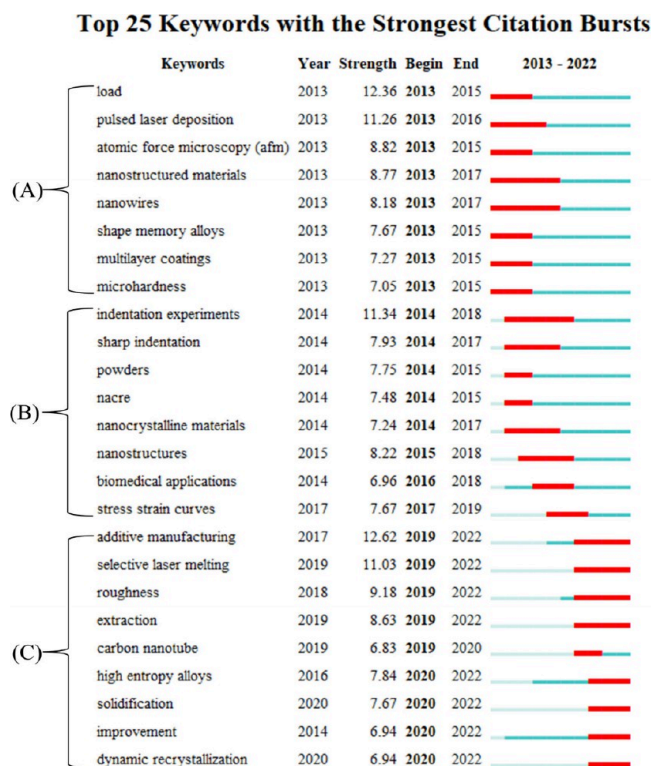 Top 25 Keywords with the Strongest Citation Bursts
Keywords Year Strength Begin End 2013 - 2022
load 2013 12.36 2013 2015
pulsed laser deposition 2013 11.26 2013 2016
atomic force microscopy (afm) 2013 8.82 2013 2015
nanostructured materials 2013 8.77 2013 2017
(A)
nanowires 2013 8.18 2013 2017
shape memory alloys 2013 7.67 2013 2015
multilayer coatings 2013 7.27 2013 2015
microhardness 2013 7.05 2013 2015
indentation experiments 2014 11.34 2014 2018
sharp indentation 2014 7.93 2014 2017
powders 2014 7.75 2014 2015
(B)
nacre 2014 7.48 2014 2015
nanocrystalline materials 2014 7.24 2014 2017
nanostructures 2015 8.22 2015 2018
biomedical applications 2014 6.96 2016 2018
stress strain curves 2017 7.67 2017 2019
additive manufacturing 2017 12.62 2019 2022
selective laser melting 2019 11.03 2019 2022
roughness 2018 9.18 2019 2022
extraction 2019 8.63 2019 2022
(C)
carbon nanotube 2019 6.83 2019 2020
high entropy alloys 2016 7.84 2020 2022
solidification 2020 7.67 2020 2022
improvement 2014 6.94 2020 2022
dynamic recrystallization 2020 6.94 2020 2022